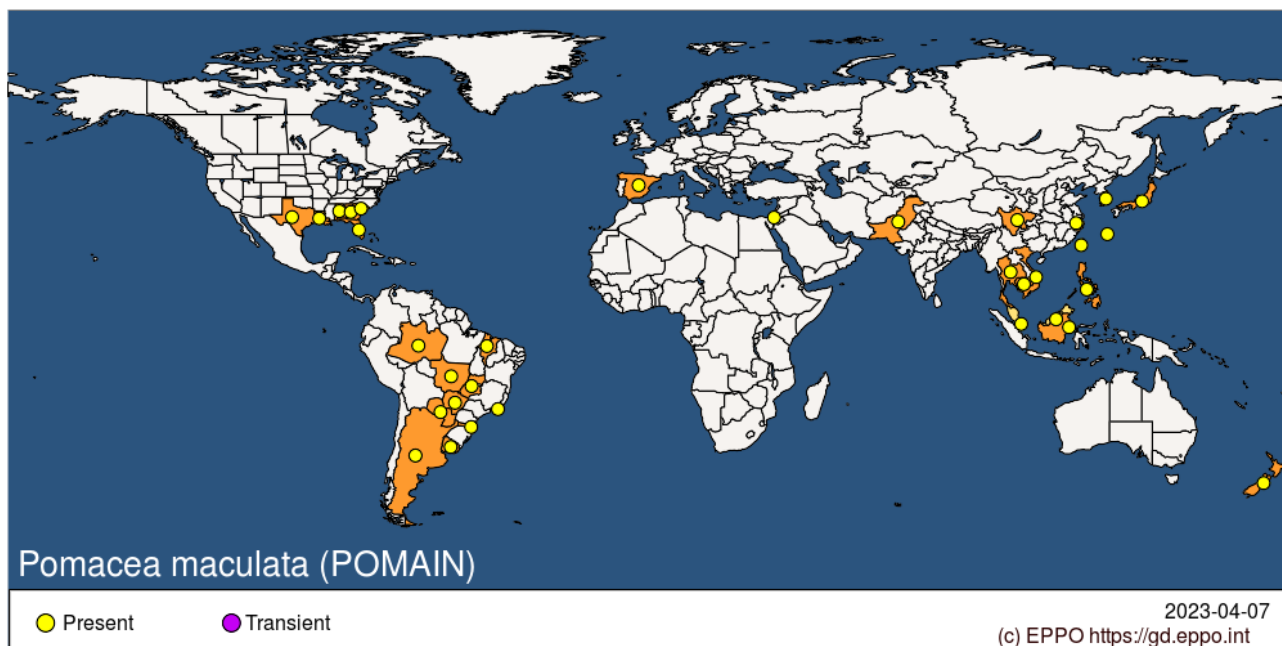 Pomacea maculata (POMAIN)
Present
Transient
2023-04-07
(c) EPPO https://gd.eppo.int